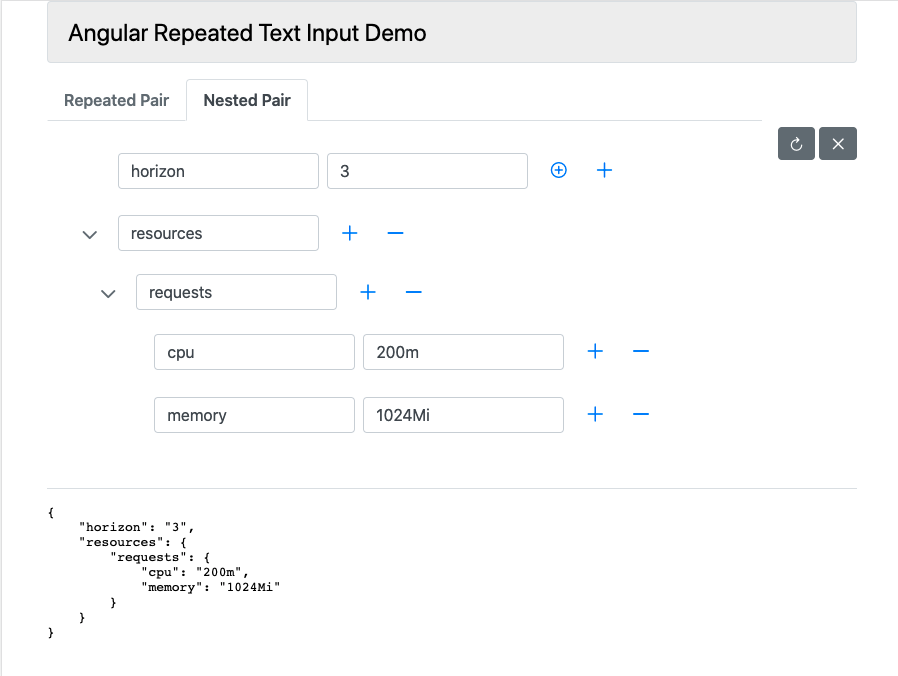 Angular Repeated Text Input Demo
Repeated Pair Nested Pair
horizon 3
resources
requests
cpu 200m
memory 1024Mi
{
    "horizon": "3",
    "resources": {
        "requests": {
            "cpu": "200m",
            "memory": "1024Mi"
        }
    }
}